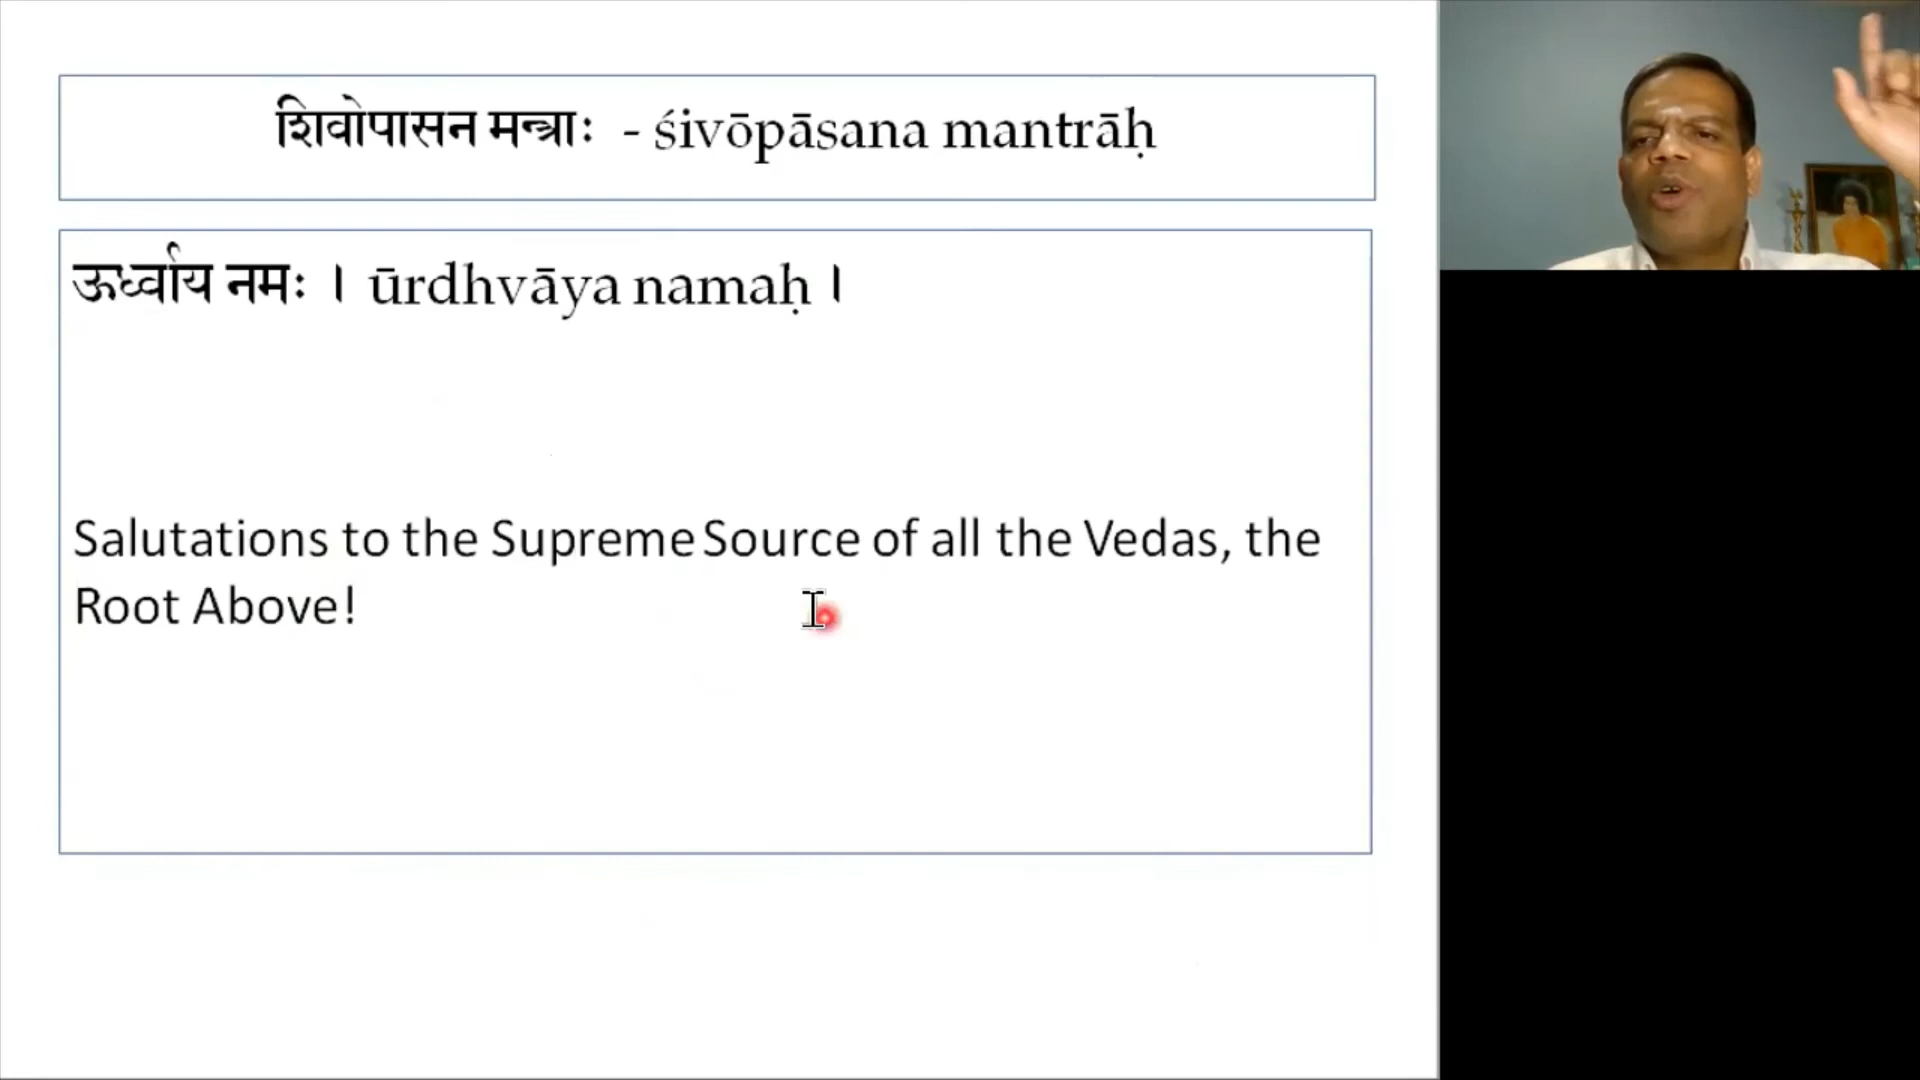 शिवोपासन मन्त्राः - śivōpāsana mantrāḥ
ऊर्ध्वाय नमः । ūrdhvāya namaḥ ।
Salutations to the Supreme Source of all the Vedas, the
Root Above!